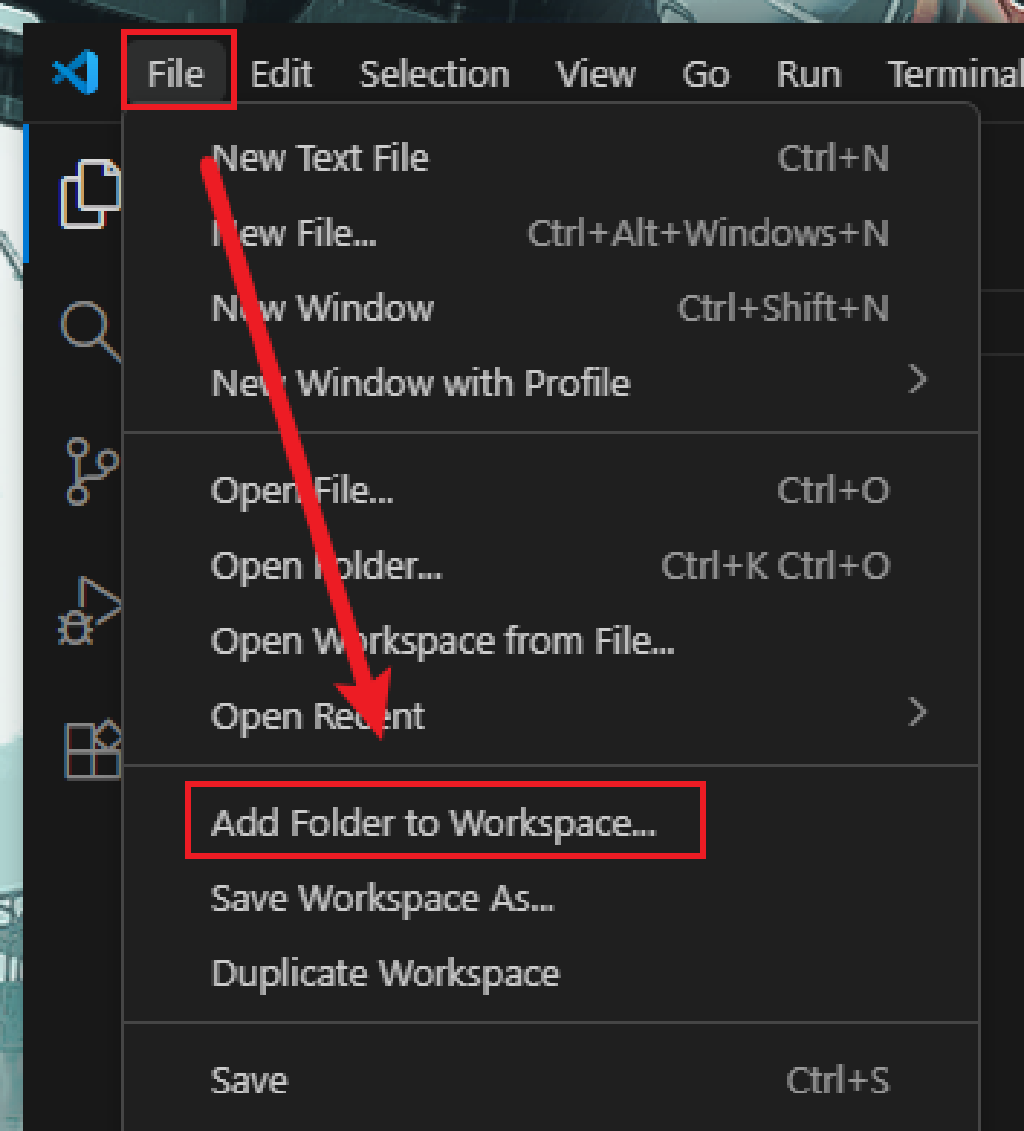 File Edit Selection View Go Run Terminal
New Text File Ctrl+N
New File... Ctrl+Alt+Windows+N
New Window Ctrl+Shift+N
New Window with Profile
Open File... Ctrl+O
Open Folder... Ctrl+K Ctrl+O
Open Workspace from File...
Open Recent
Add Folder to Workspace...
Save Workspace As...
Duplicate Workspace
Save Ctrl+S